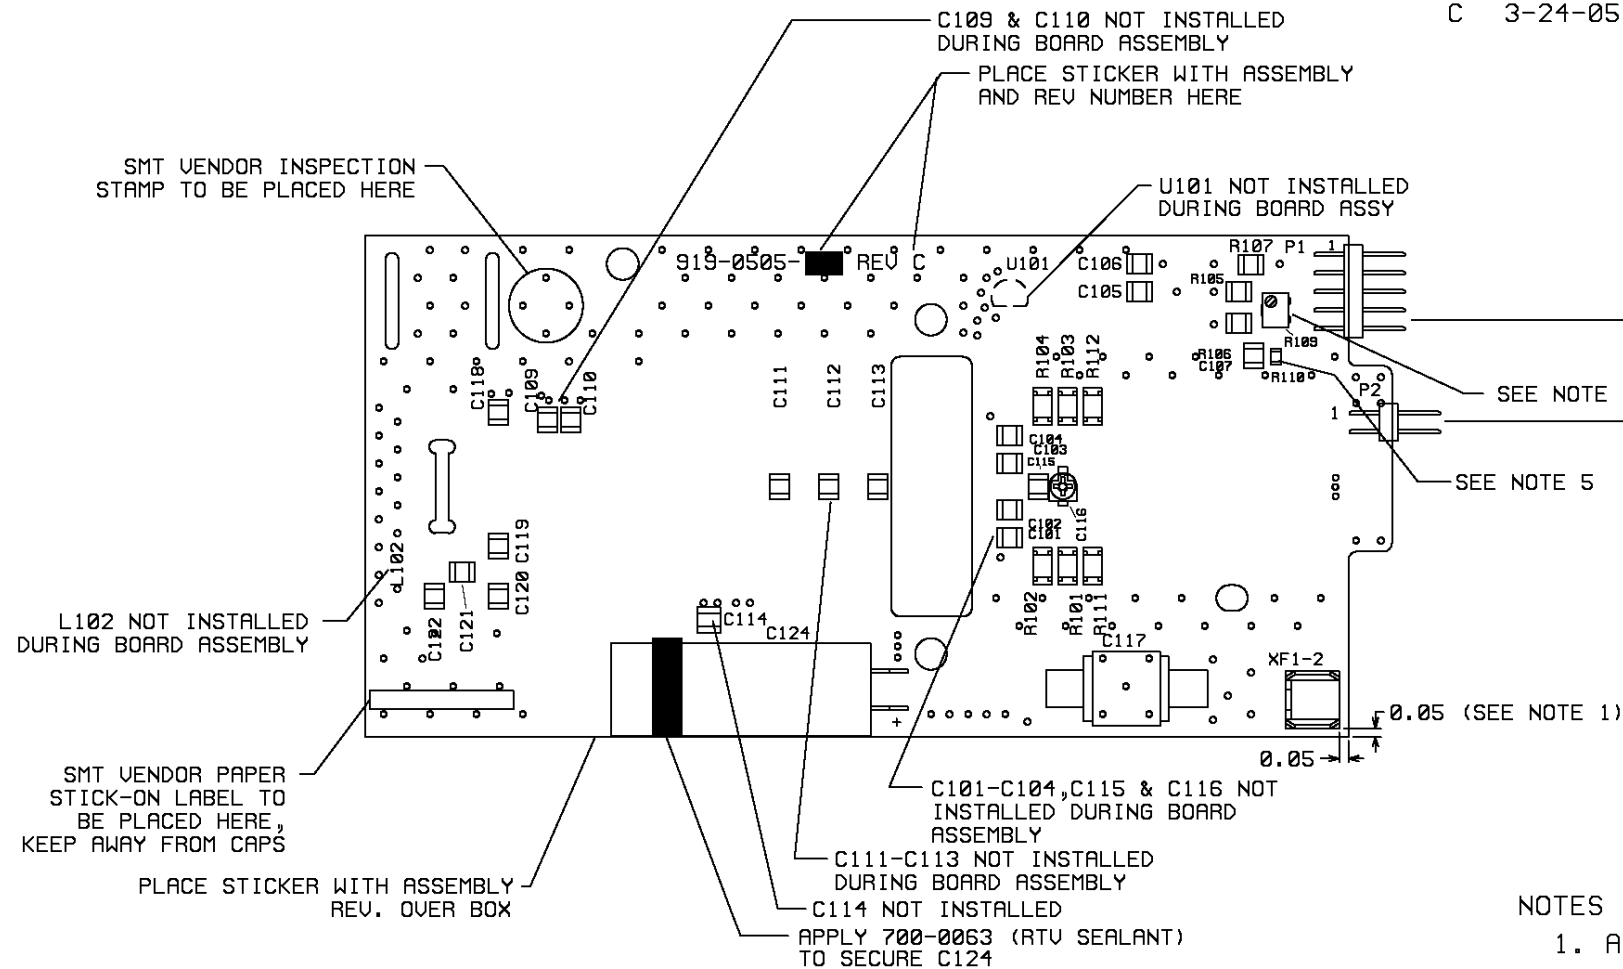 C 3-24-05
C109 & C110 NOT INSTALLED
DURING BOARD ASSEMBLY
PLACE STICKER WITH ASSEMBLY
AND REV NUMBER HERE
SMT VENDOR INSPECTION
STAMP TO BE PLACED HERE
U101 NOT INSTALLED
DURING BOARD ASSY
919-0505- REV C
U101
C106
C105
R107 P1 1
R105
R109
R106
C107
R110
P2
1
SEE NOTE
SEE NOTE 5
C118
C109
C110
C111
C112
C113
R104
R103
R112
C104
C103
C115
C102
C101
C116
L102
C119
C120
C121
C122
R102
R101
R111
C114
C124
+
C117
XF1-2
L102 NOT INSTALLED
DURING BOARD ASSEMBLY
0.05 (SEE NOTE 1)
0.05
SMT VENDOR PAPER
STICK-ON LABEL TO
BE PLACED HERE,
KEEP AWAY FROM CAPS
C101-C104,C115 & C116 NOT
INSTALLED DURING BOARD
ASSEMBLY
C111-C113 NOT INSTALLED
DURING BOARD ASSEMBLY
PLACE STICKER WITH ASSEMBLY
REV. OVER BOX
C114 NOT INSTALLED
APPLY 700-0063 (RTV SEALANT)
TO SECURE C124
NOTES
1. A